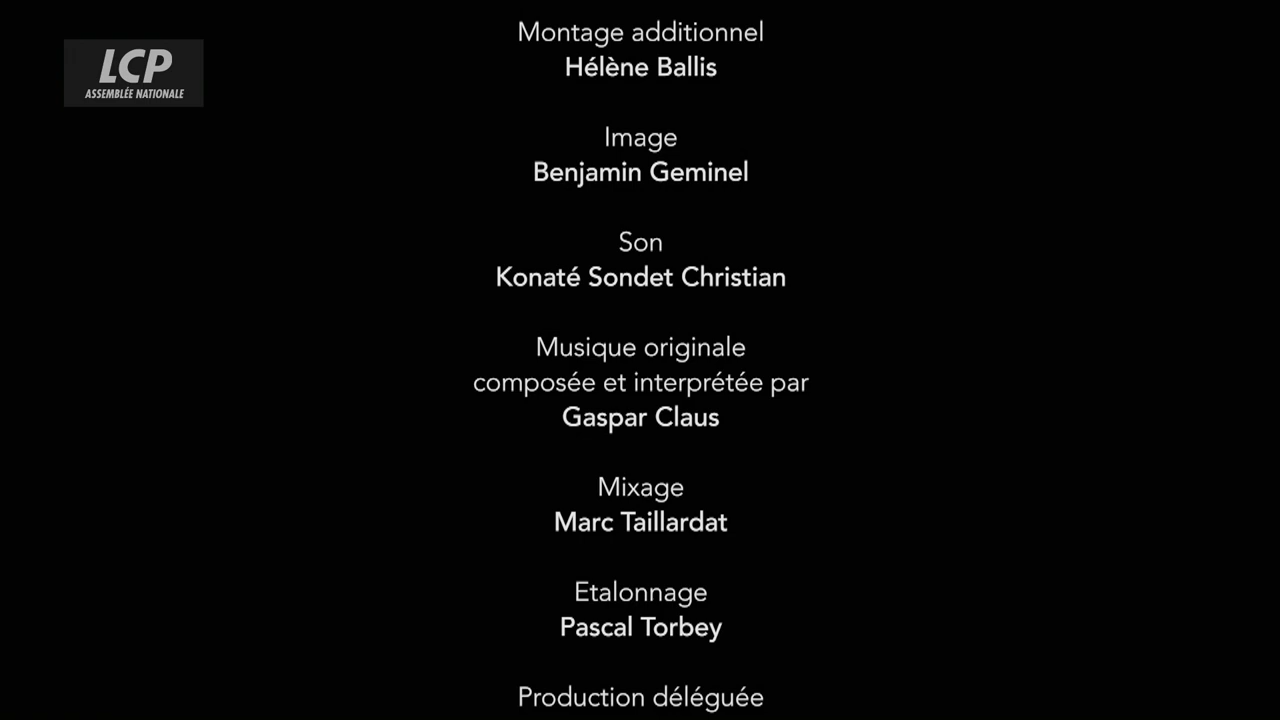 LCP
ASSEMBLÉE NATIONALE
Montage additionnel
Hélène Ballis
Image
Benjamin Geminel
Son
Konaté Sondet Christian
Musique originale
composée et interprétée par
Gaspar Claus
Mixage
Marc Taillardat
Etalonnage
Pascal Torbey
Production déléguée